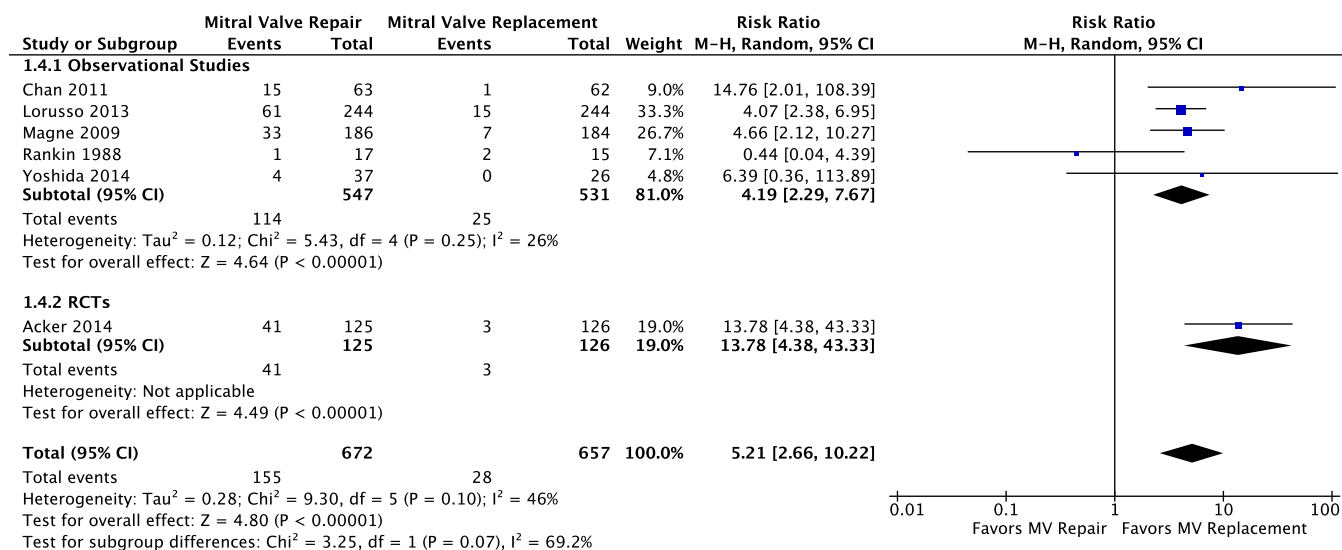 Mitral Valve Repair Mitral Valve Replacement Risk Ratio Risk Ratio
Study or Subgroup Events Total Events Total Weight M-H, Random, 95% CI M-H, Random, 95% CI
1.4.1 Observational Studies
Chan 2011 15 63 1 62 9.0% 14.76 [2.01, 108.39]
Lorusso 2013 61 244 15 244 33.3% 4.07 [2.38, 6.95]
Magne 2009 33 186 7 184 26.7% 4.66 [2.12, 10.27]
Rankin 1988 1 17 2 15 7.1% 0.44 [0.04, 4.39]
Yoshida 2014 4 37 0 26 4.8% 6.39 [0.36, 113.89]
Subtotal (95% CI) 547 531 81.0% 4.19 [2.29, 7.67]
Total events 114 25
Heterogeneity: Tau² = 0.12; Chi² = 5.43, df = 4 (P = 0.25); I² = 26%
Test for overall effect: Z = 4.64 (P < 0.00001)
1.4.2 RCTs
Acker 2014 41 125 3 126 19.0% 13.78 [4.38, 43.33]
Subtotal (95% CI) 125 126 19.0% 13.78 [4.38, 43.33]
Total events 41 3
Heterogeneity: Not applicable
Test for overall effect: Z = 4.49 (P < 0.00001)
Total (95% CI) 672 657 100.0% 5.21 [2.66, 10.22]
Total events 155 28
Heterogeneity: Tau² = 0.28; Chi² = 9.30, df = 5 (P = 0.10); I² = 46%
Test for overall effect: Z = 4.80 (P < 0.00001)
Test for subgroup differences: Chi² = 3.25, df = 1 (P = 0.07), I² = 69.2%
0.01 0.1 1 10 100
Favors MV Repair Favors MV Replacement